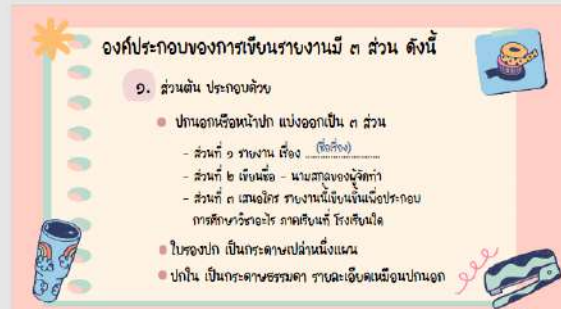 องค์ประกอบของการเขียนรายงานมี ๓ ส่วน ดังนี้
๑. ส่วนต้น ประกอบด้วย
ปกนอกหรือหน้าปก แบ่งออกเป็น ๓ ส่วน
- ส่วนที่ ๑ รายงาน เรื่อง ....(ชื่อเรื่อง)....
- ส่วนที่ ๒ เขียนชื่อ - นามสกุลของผู้จัดทำ
- ส่วนที่ ๓ เสนอใคร รายงานนี้เขียนขึ้นเพื่อประกอบ
การศึกษาวิชาอะไร ภาคเรียนที่ โรงเรียนใด
ใบรองปก เป็นกระดาษเปล่าหนึ่งแผ่น
ปกใน เป็นกระดาษธรรมดา รายละเอียดเหมือนปกนอก